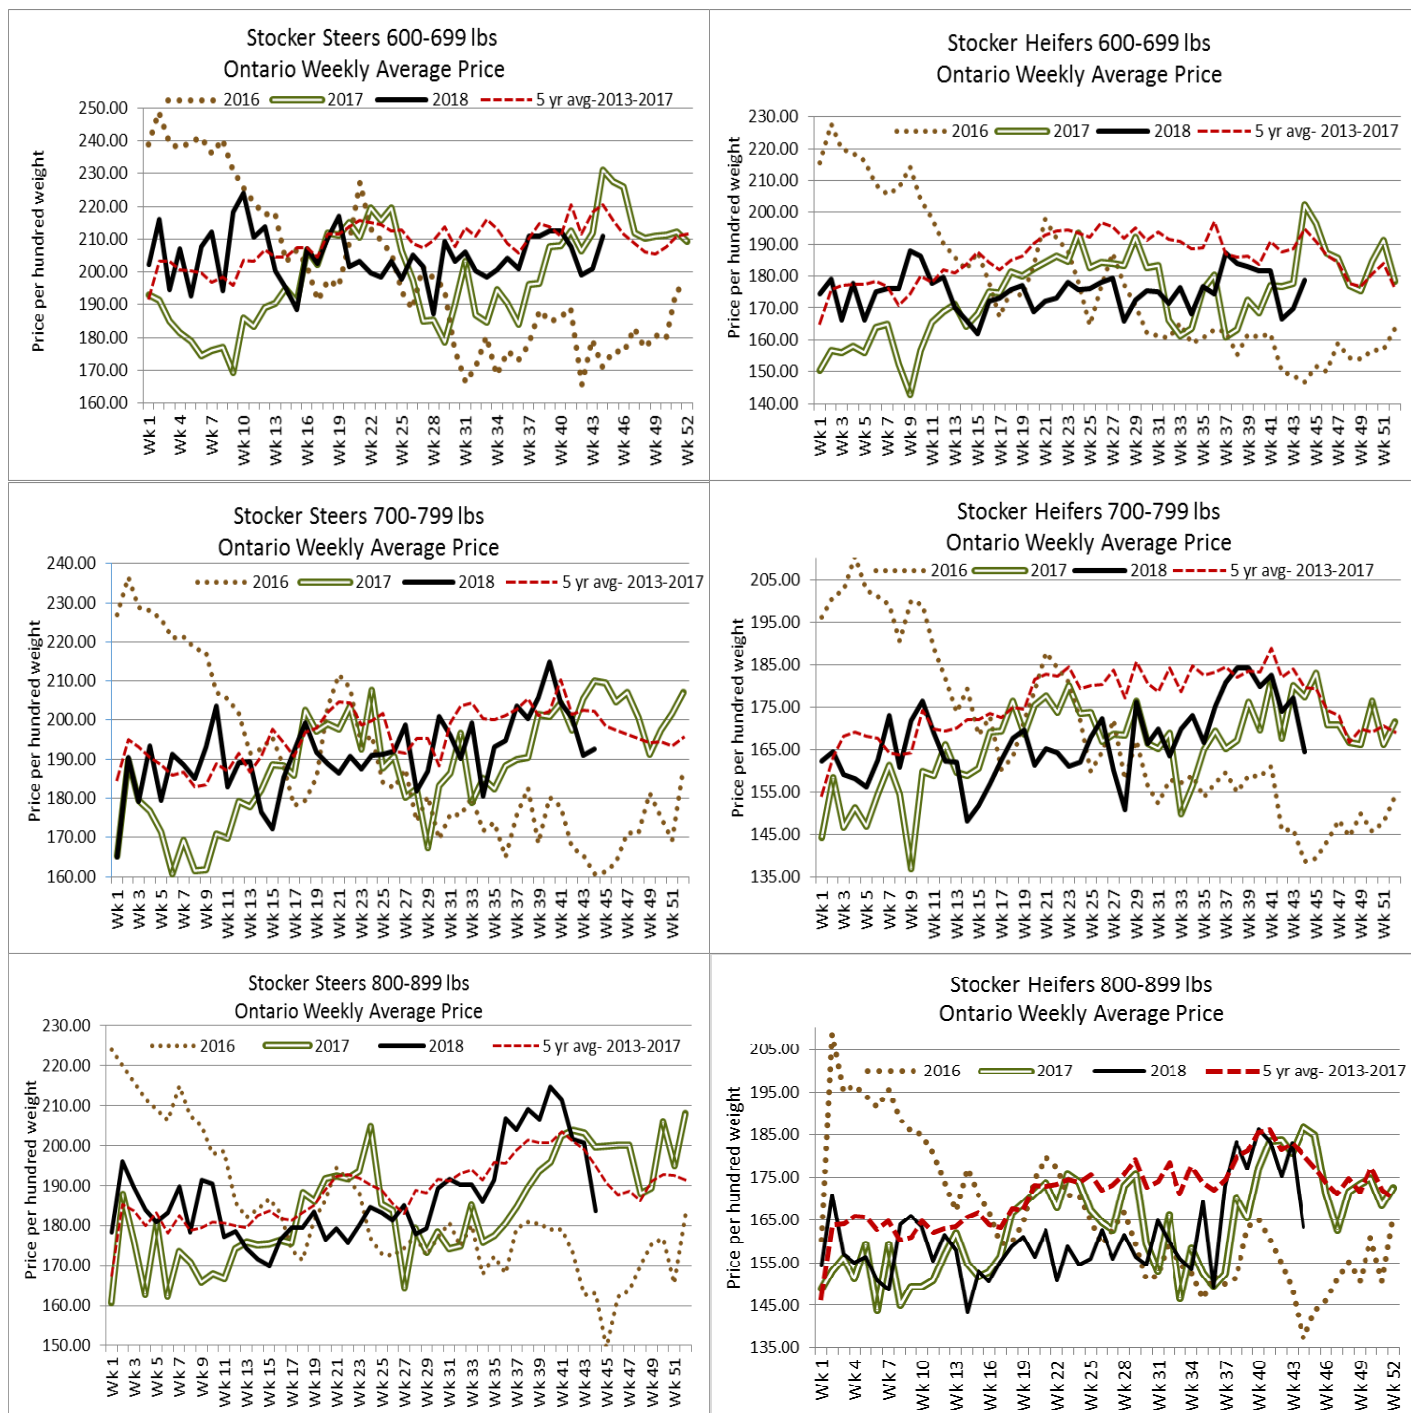 Stocker Steers 600-699 lbs
Ontario Weekly Average Price
2016 2017 2018 5 yr avg-2013-2017
Price per hundred weight
250.00
240.00
230.00
220.00
210.00
200.00
190.00
180.00
170.00
160.00
Wk 1 Wk 4 Wk 7 Wk 10 Wk 13 Wk 16 Wk 19 Wk 22 Wk 25 Wk 28 Wk 31 Wk 34 Wk 37 Wk 40 Wk 43 Wk 46 Wk 49 Wk 52
Stocker Heifers 600-699 lbs
Ontario Weekly Average Price
2016 2017 2018 5 yr avg- 2013-2017
Price per hundred weight
230.00
220.00
210.00
200.00
190.00
180.00
170.00
160.00
150.00
140.00
Wk 1 Wk 3 Wk 5 Wk 7 Wk 9 Wk 11 Wk 13 Wk 15 Wk 17 Wk 19 Wk 21 Wk 23 Wk 25 Wk 27 Wk 29 Wk 31 Wk 33 Wk 35 Wk 37 Wk 39 Wk 41 Wk 43 Wk 45 Wk 47 Wk 49 Wk 51
Stocker Steers 700-799 lbs
Ontario Weekly Average Price
2016 2017 2018 5 yr avg- 2013-2017
Price per hundred weight
240.00
230.00
220.00
210.00
200.00
190.00
180.00
170.00
160.00
Wk 1 Wk 3 Wk 5 Wk 7 Wk 9 Wk 11 Wk 13 Wk 15 Wk 17 Wk 19 Wk 21 Wk 23 Wk 25 Wk 27 Wk 29 Wk 31 Wk 33 Wk 35 Wk 37 Wk 39 Wk 41 Wk 43 Wk 45 Wk 47 Wk 49 Wk 51
Stocker Heifers 700-799 lbs
Ontario Weekly Average Price
2016 2017 2018 5 yr avg- 2013-2017
Price per hundred weight
205.00
195.00
185.00
175.00
165.00
155.00
145.00
135.00
Wk 1 Wk 3 Wk 5 Wk 7 Wk 9 Wk 11 Wk 13 Wk 15 Wk 17 Wk 19 Wk 21 Wk 23 Wk 25 Wk 27 Wk 29 Wk 31 Wk 33 Wk 35 Wk 37 Wk 39 Wk 41 Wk 43 Wk 45 Wk 47 Wk 49 Wk 51
Stocker Steers 800-899 lbs
Ontario Weekly Average Price
2016 2017 2018 5 yr avg- 2013-2017
Price per hundred weight
230.00
220.00
210.00
200.00
190.00
180.00
170.00
160.00
150.00
Wk 1 Wk 3 Wk 5 Wk 7 Wk 9 Wk 11 Wk 13 Wk 15 Wk 17 Wk 19 Wk 21 Wk 23 Wk 25 Wk 27 Wk 29 Wk 31 Wk 33 Wk 35 Wk 37 Wk 39 Wk 41 Wk 43 Wk 45 Wk 47 Wk 49 Wk 51
Stocker Heifers 800-899 lbs
Ontario Weekly Average Price
2016 2017 2018 5 yr avg- 2013-2017
Price per hundred weight
205.00
195.00
185.00
175.00
165.00
155.00
145.00
135.00
Wk 1 Wk 4 Wk 7 Wk 10 Wk 13 Wk 16 Wk 19 Wk 22 Wk 25 Wk 28 Wk 31 Wk 34 Wk 37 Wk 40 Wk 43 Wk 46 Wk 49 Wk 52